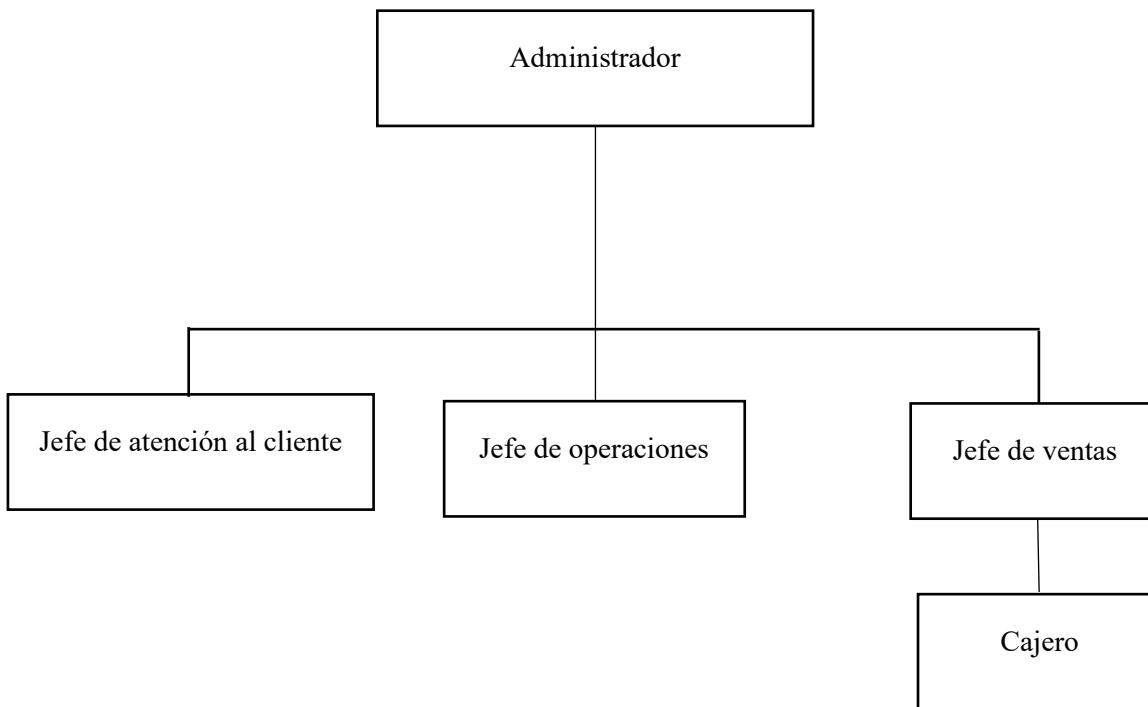 Administrador
Jefe de atención al cliente
Jefe de operaciones
Jefe de ventas
Cajero